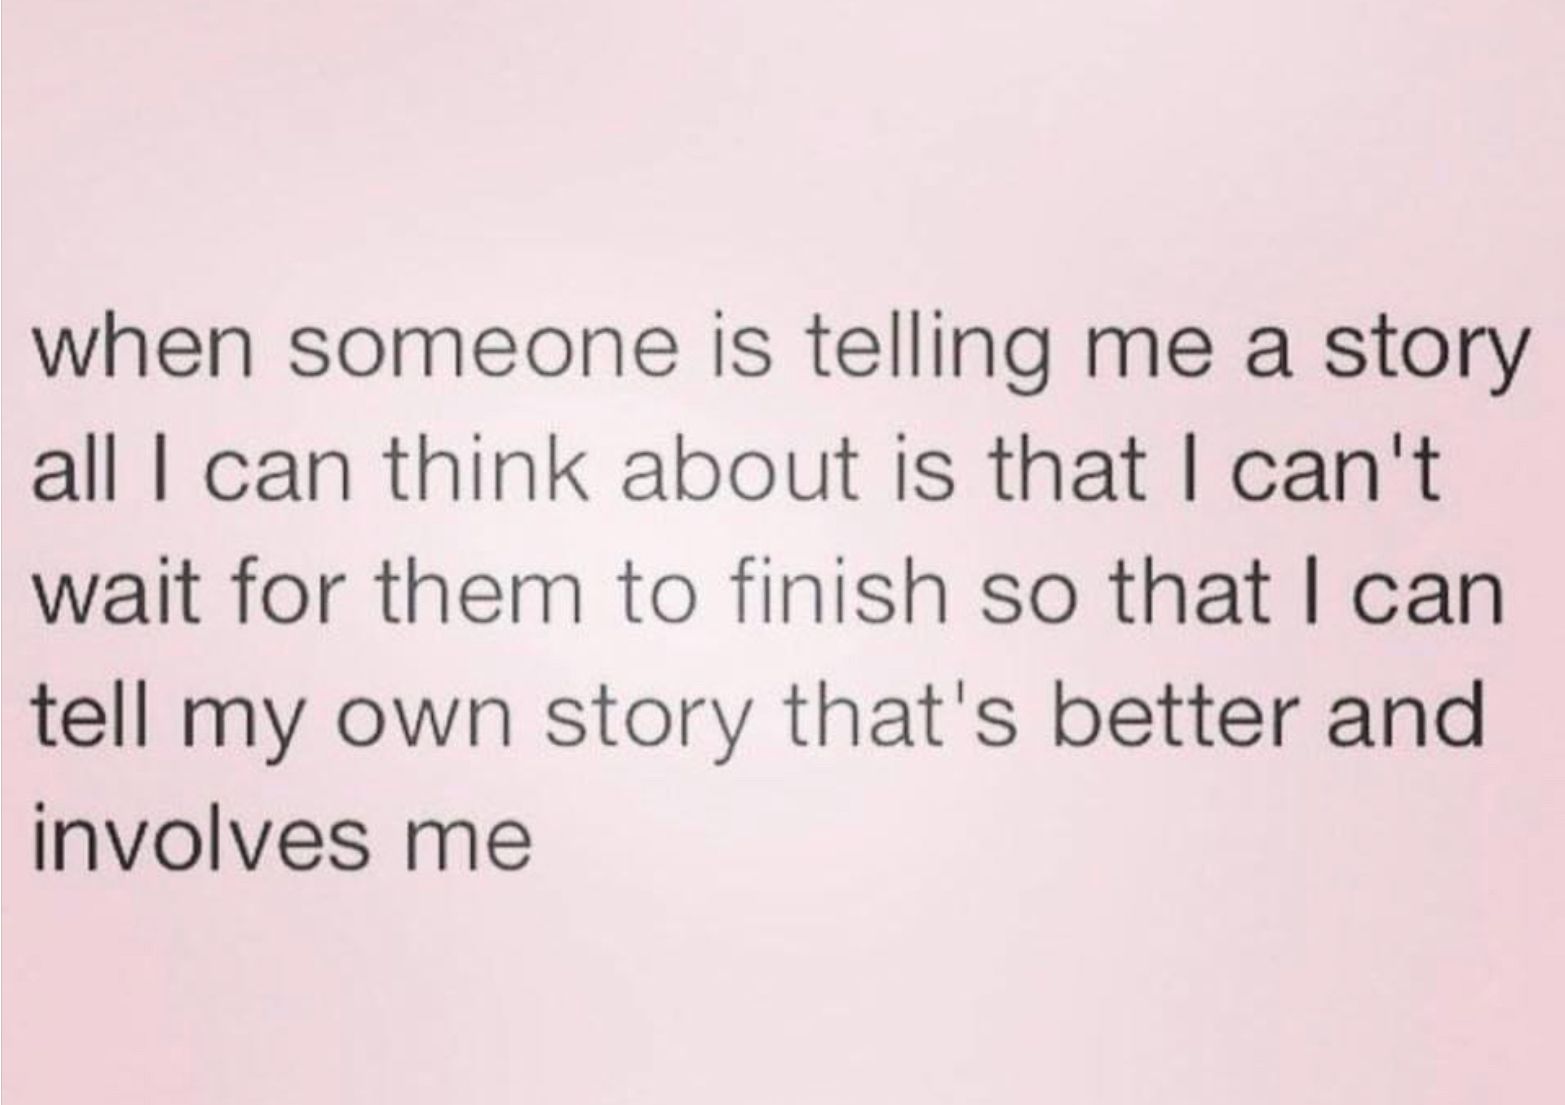 when someone is telling me a story
all I can think about is that I can't
wait for them to finish so that I can
tell my own story that's better and
involves me